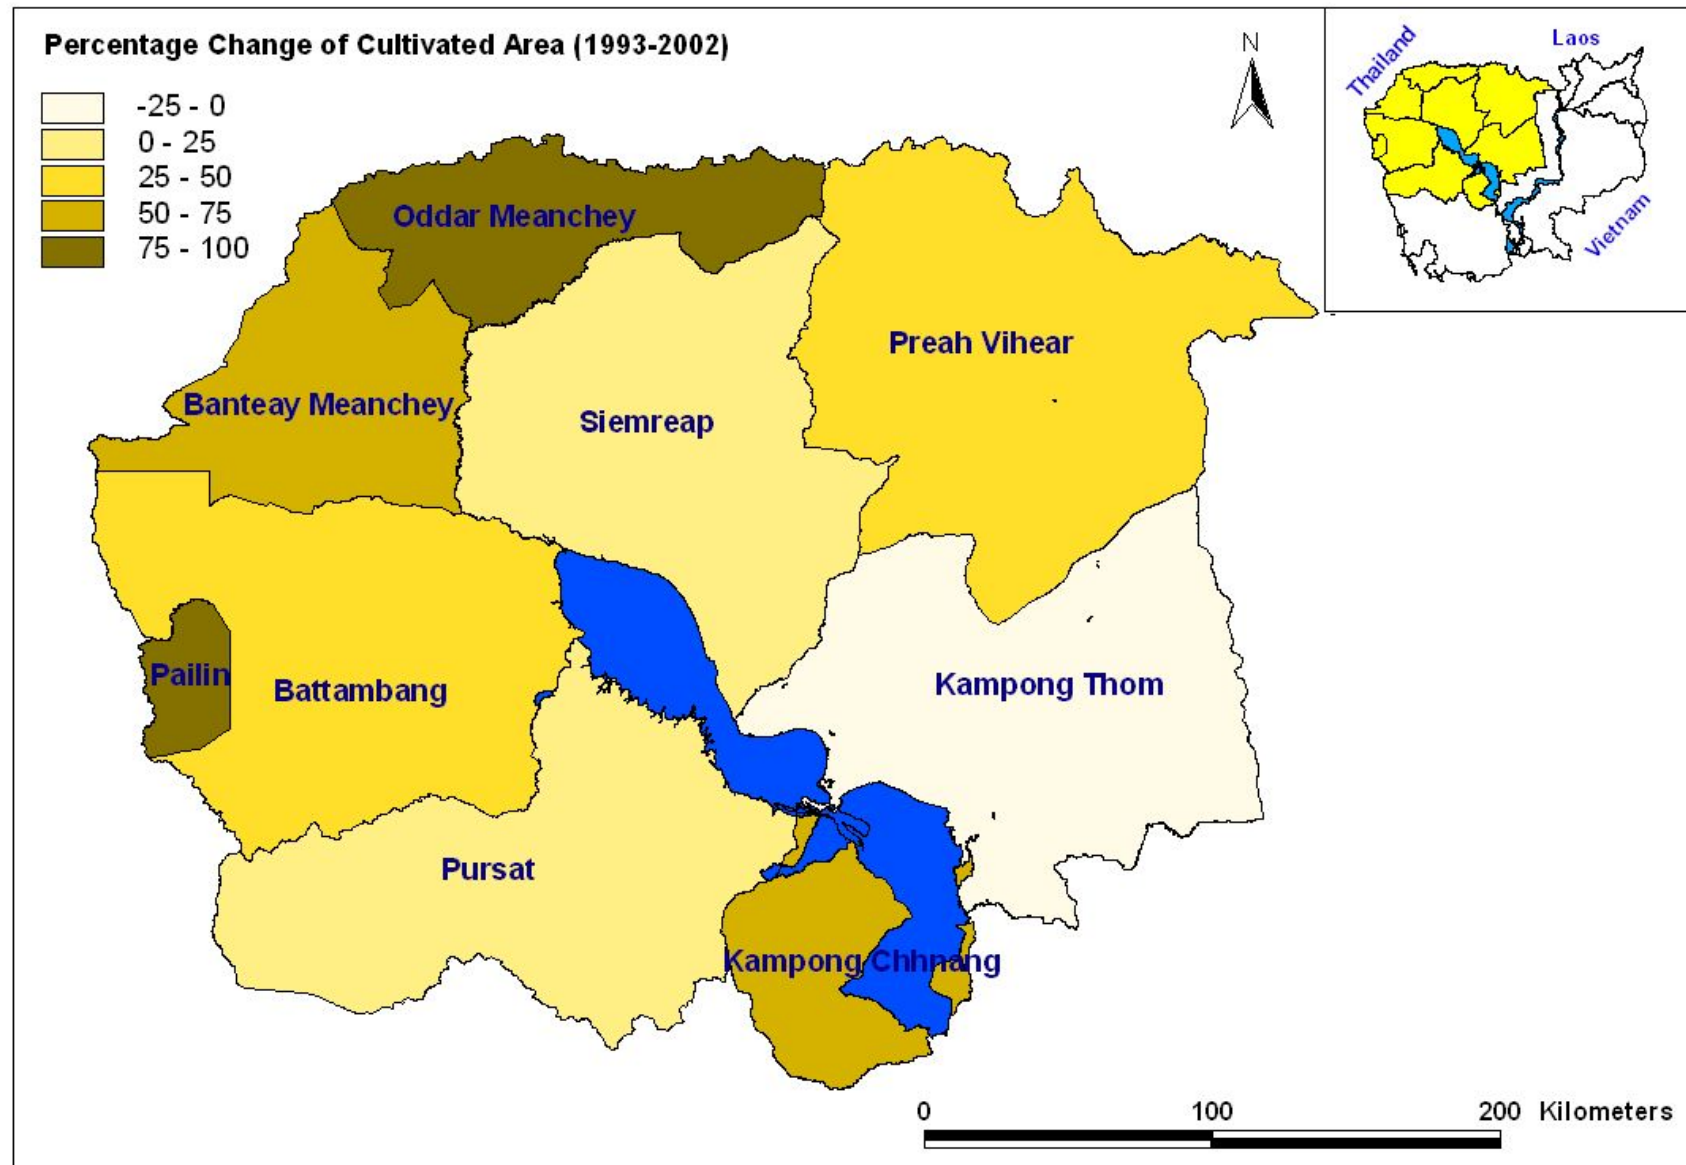 Percentage Change of Cultivated Area (1993-2002)
-25 - 0
0 - 25
25 - 50
50 - 75
75 - 100
N
Thailand
Laos
Vietnam
Oddar Meanchey
Preah Vihear
Banteay Meanchey
Siemreap
Pailin
Battambang
Kampong Thom
Pursat
Kampong Chhnang
0 100 200 Kilometers